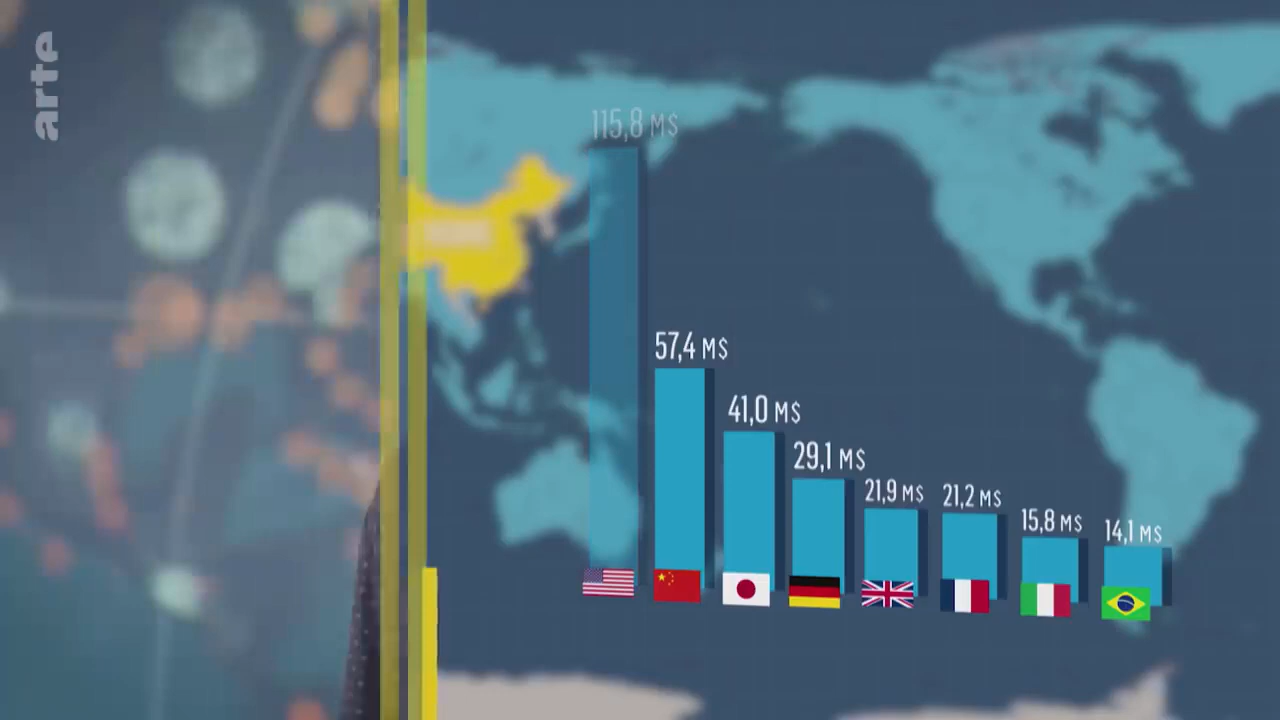 arte
115,8 M$
57,4 M$
41,0 M$
29,1 M$
21,9 M$
21,2 M$
15,8 M$
14,1 M$